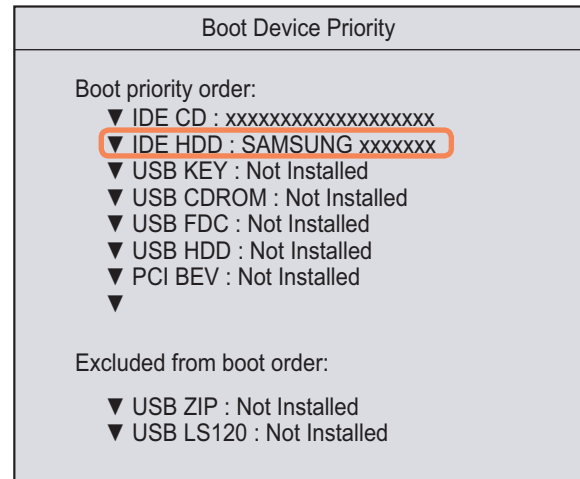 Boot Device Priority
Boot priority order:
▼ IDE CD : xxxxxxxxxxxxxxxxxxx
▼ IDE HDD : SAMSUNG xxxxxxx
▼ USB KEY : Not Installed
▼ USB CDROM : Not Installed
▼ USB FDC : Not Installed
▼ USB HDD : Not Installed
▼ PCI BEV : Not Installed
▼
Excluded from boot order:
▼ USB ZIP : Not Installed
▼ USB LS120 : Not Installed